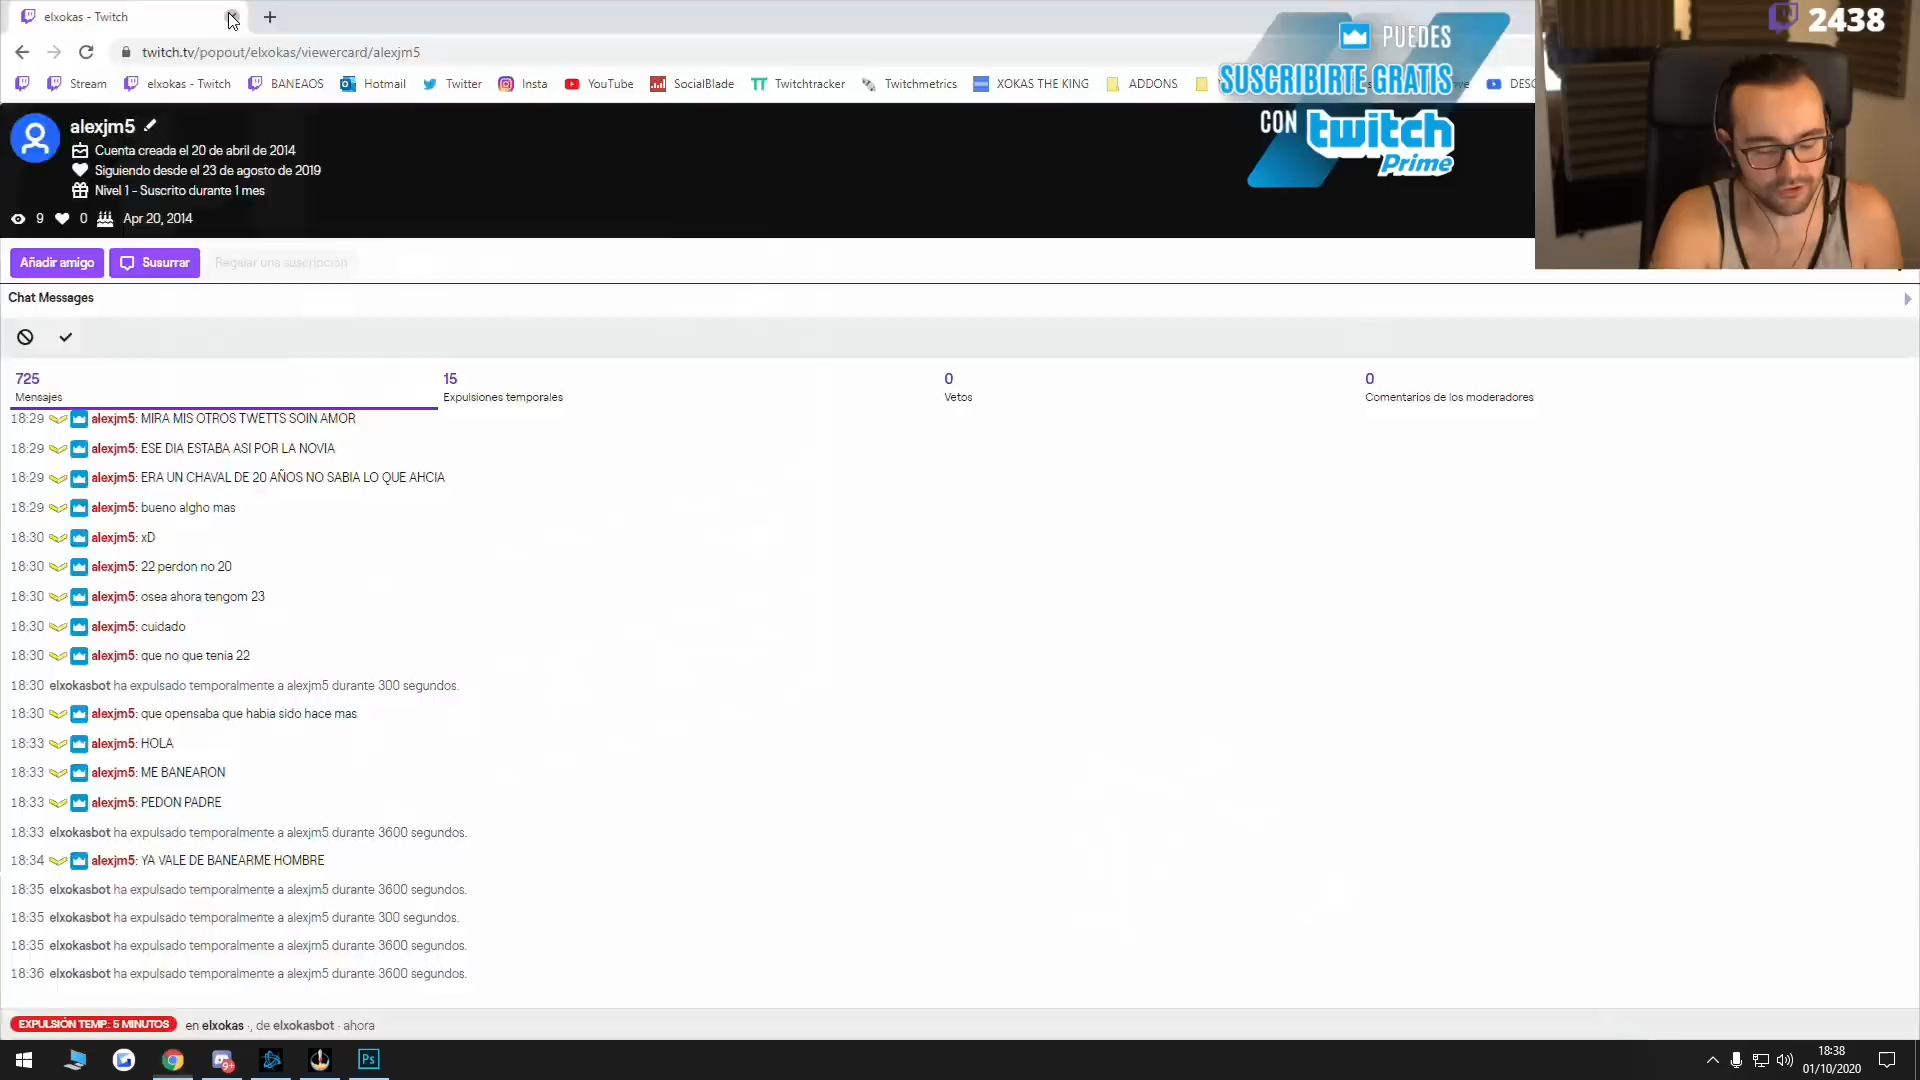 elxokas - Twitch
2438
twitch.tv/popout/elxokas/viewercard/alexjm5
Stream elxokas - Twitch BANEAOS Hotmail Twitter Insta YouTube SocialBlade Twitchtracker Twitchmetrics XOKAS THE KING ADDONS
PUEDES
SUSCRIBIRTE GRATIS
CON twitch
Prime
alexjm5
Cuenta creada el 20 de abril de 2014
Siguiendo desde el 23 de agosto de 2019
Nivel 1 - Suscrito durante 1 mes
9 0 Apr 20, 2014
Añadir amigo Susurrar Regalar una suscripción
Chat Messages
725 15 0 0
Mensajes Expulsiones temporales Vetos Comentarios de los moderadores
18:29 alexjm5: MIRA MIS OTROS TWETTS SOIN AMOR
18:29 alexjm5: ESE DIA ESTABA ASI POR LA NOVIA
18:29 alexjm5: ERA UN CHAVAL DE 20 AÑOS NO SABIA LO QUE AHCIA
18:29 alexjm5: bueno algho mas
18:30 alexjm5: xD
18:30 alexjm5: 22 perdon no 20
18:30 alexjm5: osea ahora tengom 23
18:30 alexjm5: cuidado
18:30 alexjm5: que no que tenia 22
18:30 elxokasbot ha expulsado temporalmente a alexjm5 durante 300 segundos.
18:30 alexjm5: que opensaba que habia sido hace mas
18:33 alexjm5: HOLA
18:33 alexjm5: ME BANEARON
18:33 alexjm5: PEDON PADRE
18:33 elxokasbot ha expulsado temporalmente a alexjm5 durante 3600 segundos.
18:34 alexjm5: YA VALE DE BANEARME HOMBRE
18:35 elxokasbot ha expulsado temporalmente a alexjm5 durante 3600 segundos.
18:35 elxokasbot ha expulsado temporalmente a alexjm5 durante 300 segundos.
18:35 elxokasbot ha expulsado temporalmente a alexjm5 durante 3600 segundos.
18:36 elxokasbot ha expulsado temporalmente a alexjm5 durante 3600 segundos.
EXPULSIÓN TEMP.: 5 MINUTOS en elxokas ·, de elxokasbot · ahora
9+ Ps
18:38
01/10/2020